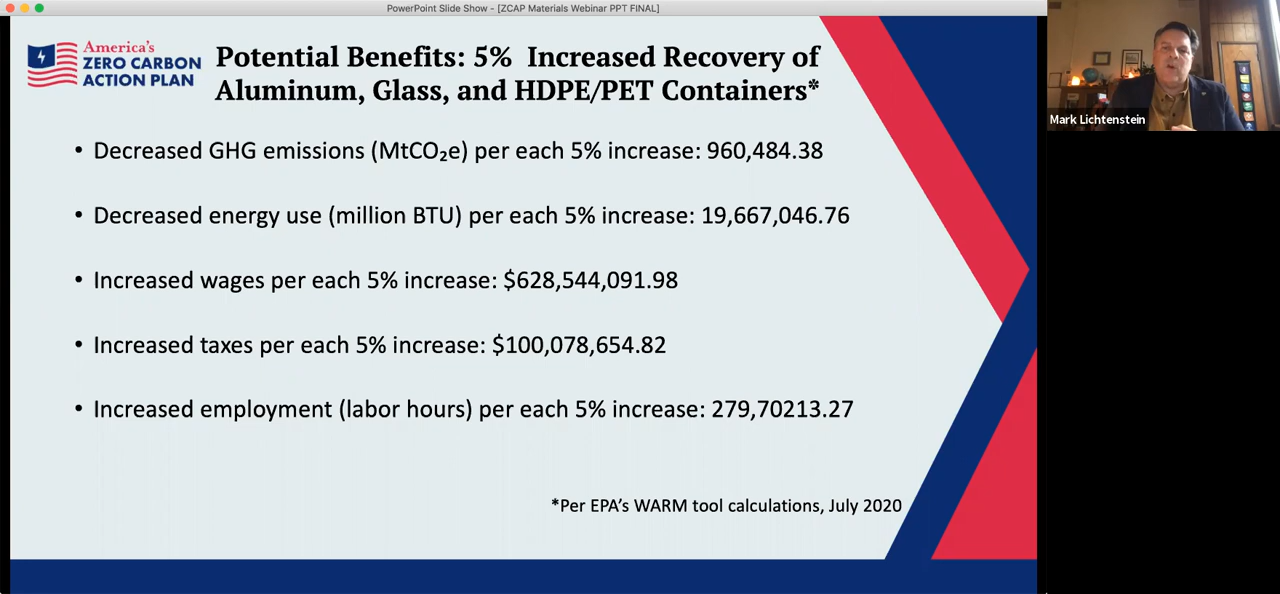 PowerPoint Slide Show - [ZCAP Materials Webinar PPT FINAL]
America's
ZERO CARBON
ACTION PLAN
Potential Benefits: 5% Increased Recovery of
Aluminum, Glass, and HDPE/PET Containers*
• Decreased GHG emissions (MtCO₂e) per each 5% increase: 960,484.38
• Decreased energy use (million BTU) per each 5% increase: 19,667,046.76
• Increased wages per each 5% increase: $628,544,091.98
• Increased taxes per each 5% increase: $100,078,654.82
• Increased employment (labor hours) per each 5% increase: 279,70213.27
*Per EPA's WARM tool calculations, July 2020
Mark Lichtenstein